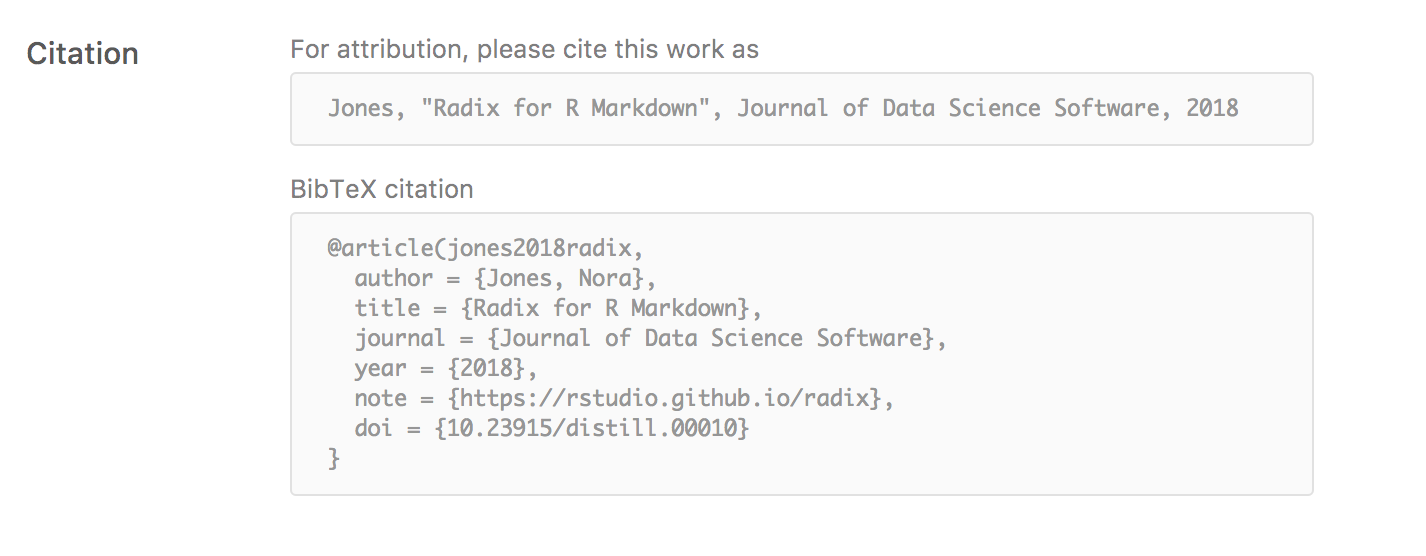 Citation
For attribution, please cite this work as
Jones, "Radix for R Markdown", Journal of Data Science Software, 2018
BibTeX citation
@article(jones2018radix,
  author = {Jones, Nora},
  title = {Radix for R Markdown},
  journal = {Journal of Data Science Software},
  year = {2018},
  note = {https://rstudio.github.io/radix},
  doi = {10.23915/distill.00010}
}